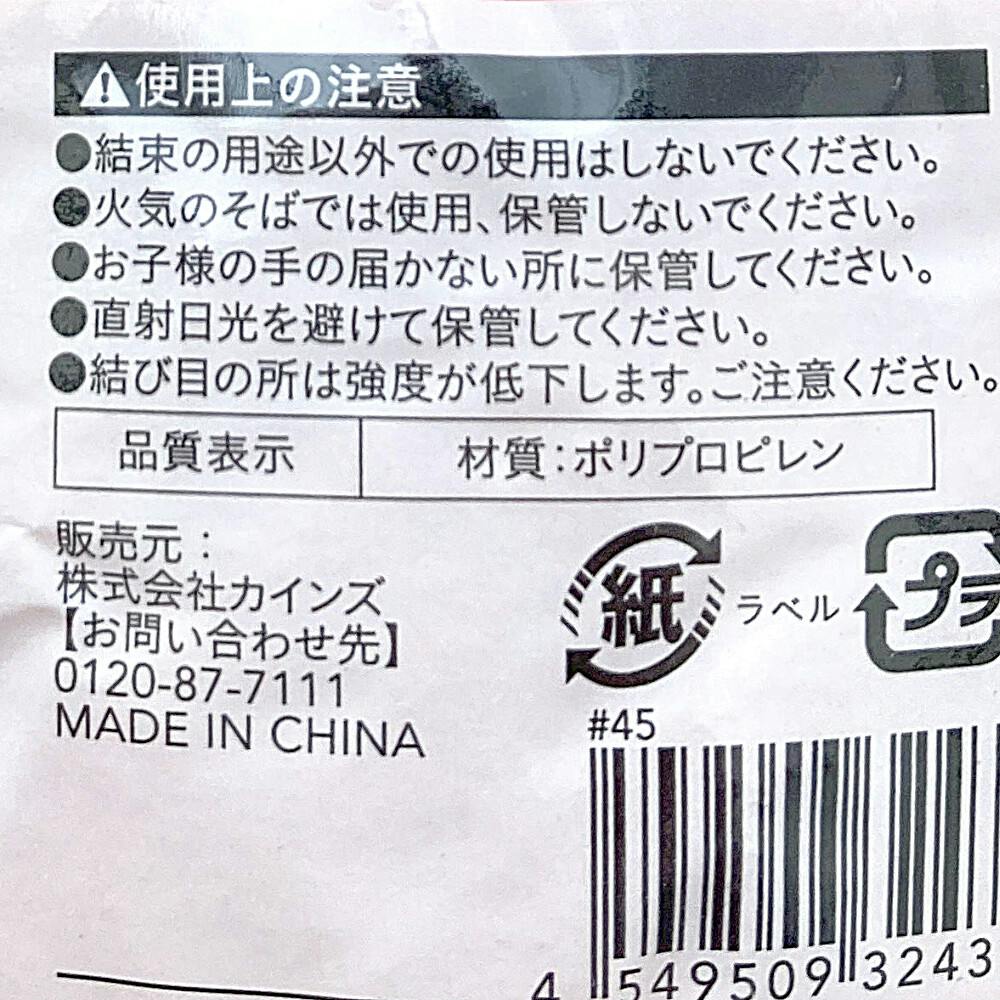 ⚠使用上の注意
●結束の用途以外での使用はしないでください。
●火気のそばでは使用、保管しないでください。
●お子様の手の届かない所に保管してください。
●直射日光を避けて保管してください。
●結び目の所は強度が低下します。ご注意ください。
品質表示 材質:ポリプロピレン
販売元:
株式会社カインズ
【お問い合わせ先】
0120-87-7111
MADE IN CHINA
紙 ラベル プラ
#45
4 549509 3243